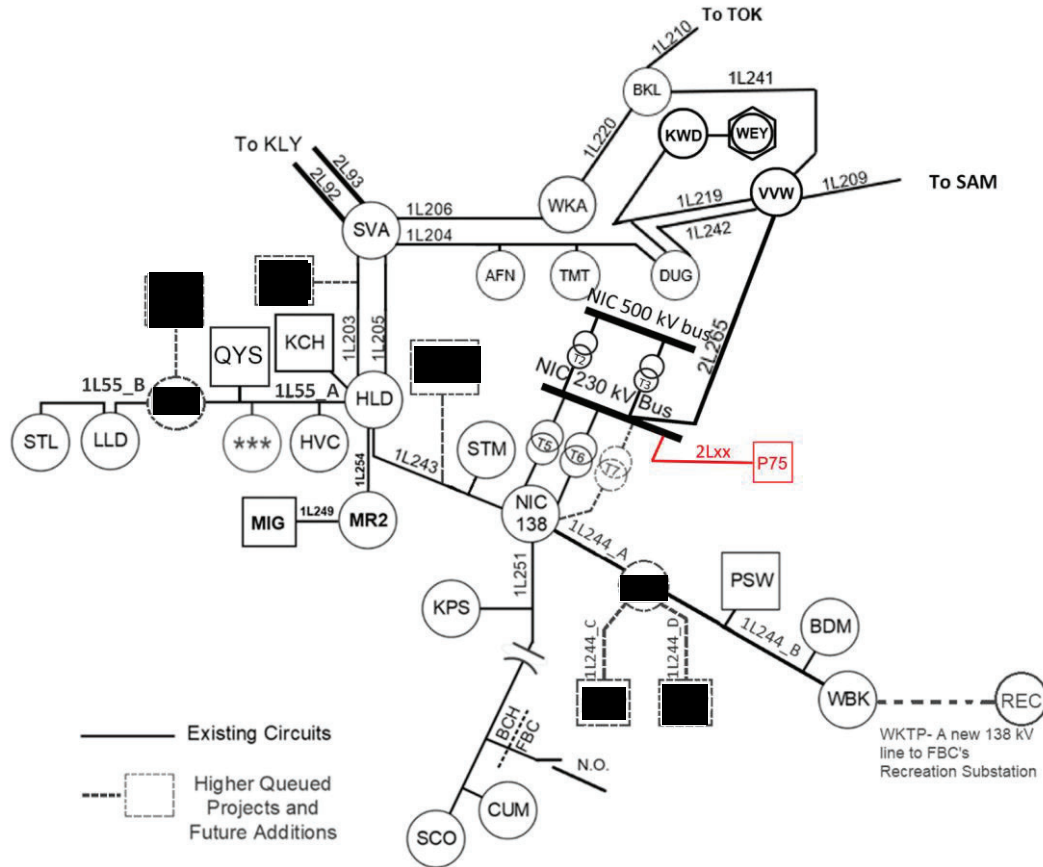 To TOK
1L210
BKL
1L241
KWD
WEY
1L220
To KLY
2L93
2L92
WKA
VVW
1L209
To SAM
1L219
1L206
SVA
1L242
1L204
AFN
TMT
DUG
NIC 500 kV bus
2L265
T2
T3
NIC 230 kV Bus
1L203
1L205
KCH
QYS
1L55_B
1L55_A
HLD
STL
LLD
***
HVC
1L254
1L243
STM
T5
T6
T7
2Lxx
P75
MIG
1L249
MR2
NIC
138
1L244_A
1L251
KPS
PSW
1L244_B
BDM
1L244_C
1L244_D
WBK
REC
WKTP- A new 138 kV
line to FBC's
Recreation Substation
BCH
FBC
N.O.
CUM
SCO
Existing Circuits
Higher Queued
Projects and
Future Additions